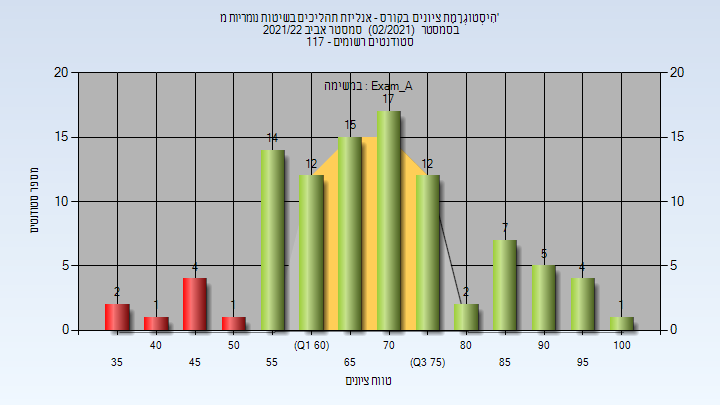 הִיסְטוֹגְרָמַת ציונים בקורס - אנליזת תהליכים בשיטות נומריות מ'
בסמסטר (02/2021) סמסטר אביב 2021/22
סטודנטים רשומים - 117
במשימה : Exam_A
מספר סטודנטים
20 20
15 15
10 10
5 5
0 0
2 1 4 1 14 12 15 17 12 2 7 5 4 1
40 50 (Q1 60) 70 80 90 100
35 45 55 65 (Q3 75) 85 95
טווח ציונים